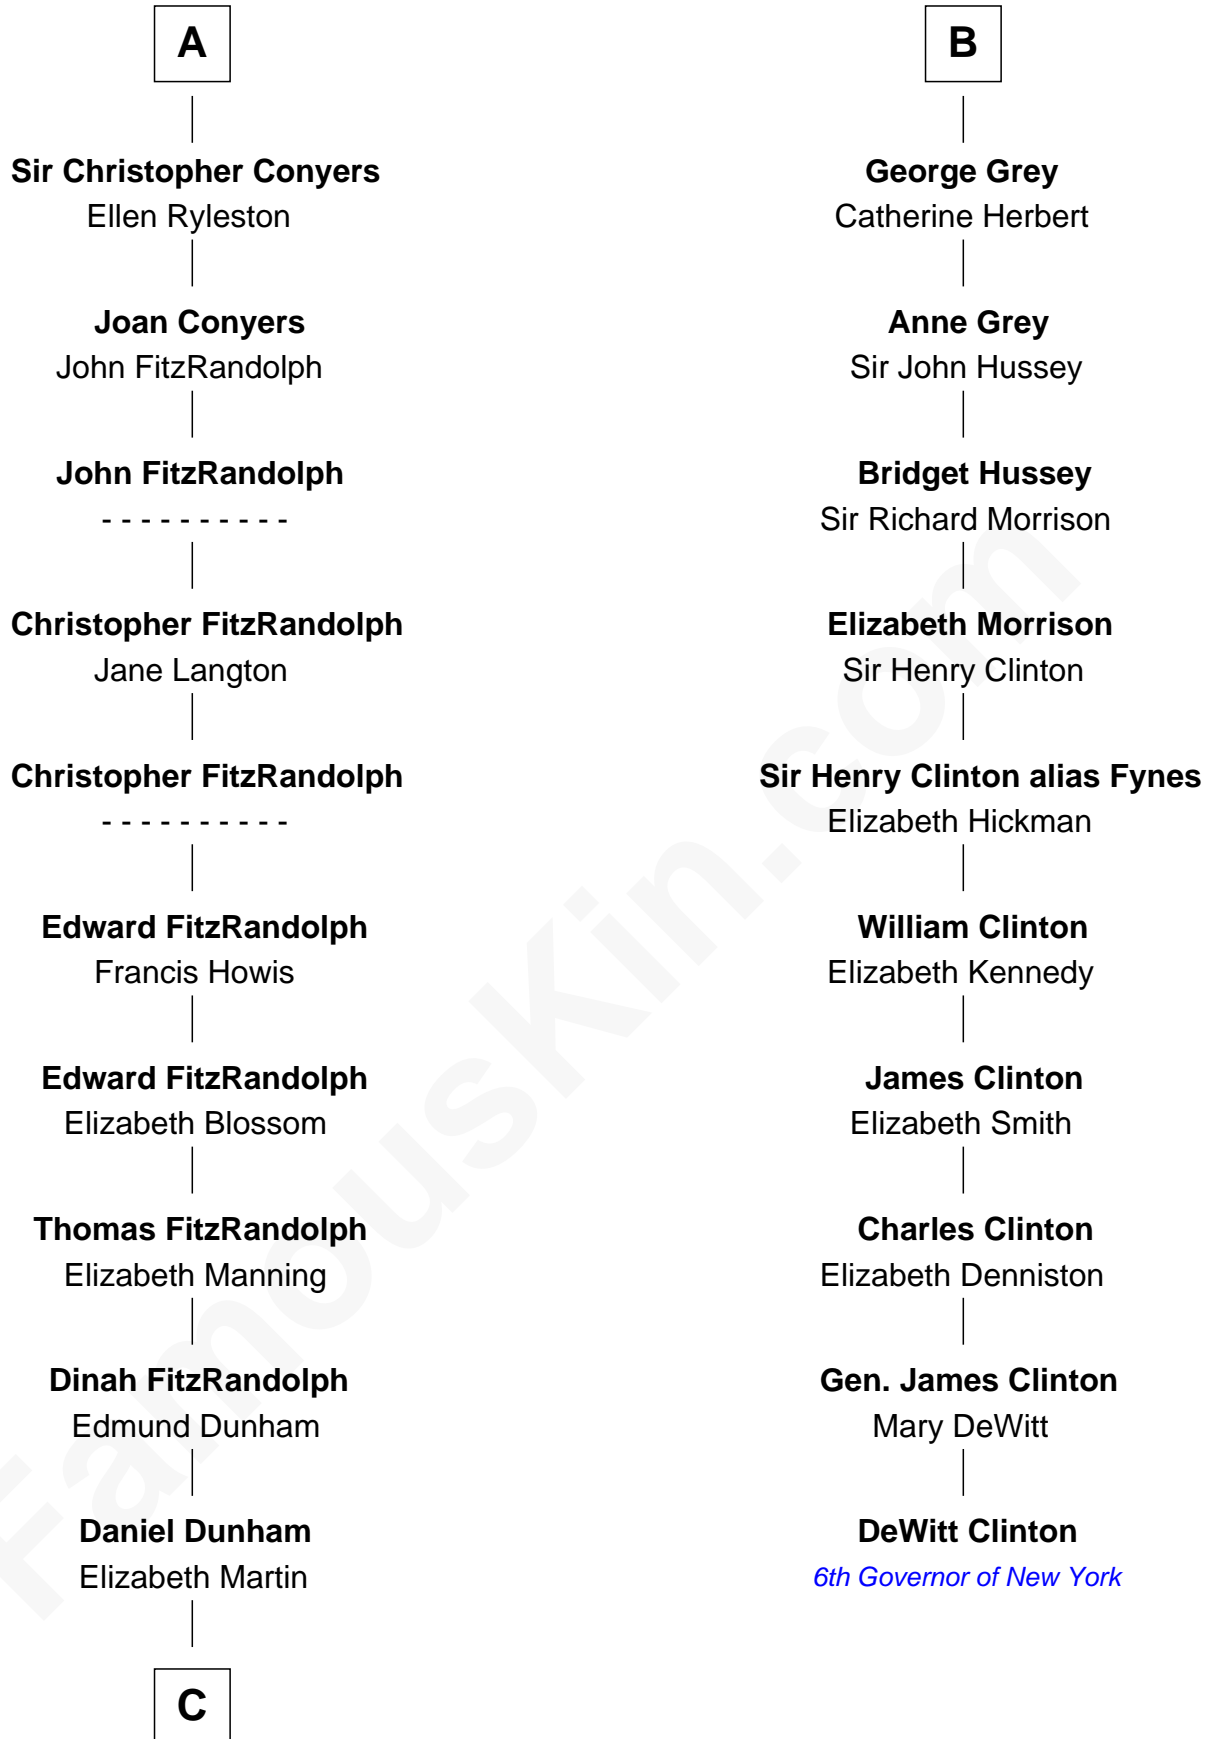 A
Sir Christopher Conyers
Ellen Ryleston
Joan Conyers
John FitzRandolph
John FitzRandolph
- - - - - - - - - -
Christopher FitzRandolph
Jane Langton
Christopher FitzRandolph
- - - - - - - - - -
Edward FitzRandolph
Francis Howis
Edward FitzRandolph
Elizabeth Blossom
Thomas FitzRandolph
Elizabeth Manning
Dinah FitzRandolph
Edmund Dunham
Daniel Dunham
Elizabeth Martin
C
B
George Grey
Catherine Herbert
Anne Grey
Sir John Hussey
Bridget Hussey
Sir Richard Morrison
Elizabeth Morrison
Sir Henry Clinton
Sir Henry Clinton alias Fynes
Elizabeth Hickman
William Clinton
Elizabeth Kennedy
James Clinton
Elizabeth Smith
Charles Clinton
Elizabeth Denniston
Gen. James Clinton
Mary DeWitt
DeWitt Clinton
6th Governor of New York
FamousKin.com